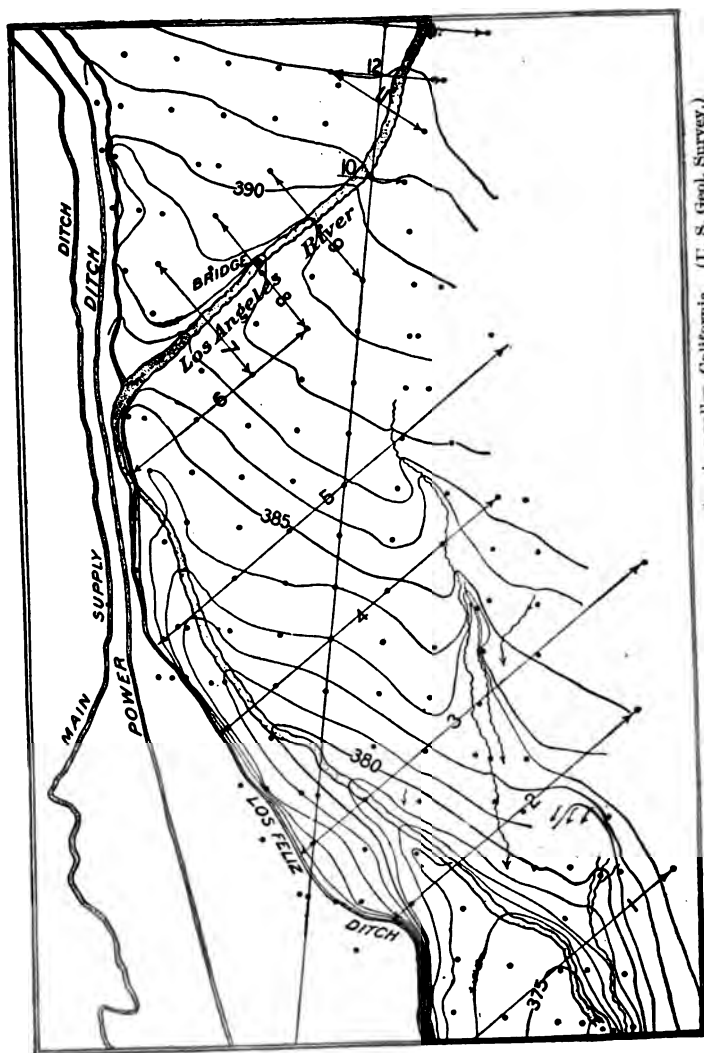 DITCH
DITCH
MAIN SUPPLY
POWER
LOS FELIZ DITCH
BRIDGE
Los Angeles River
390
385
380
375
12
11
10
9
8
7
6
5
4
3
2
1
California. (U. S. Geol. Survey.)